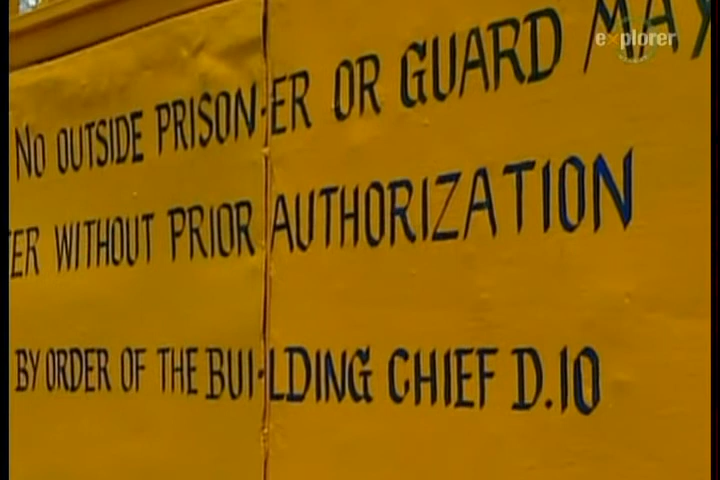 explorer
NO OUTSIDE PRISON-ER OR GUARD MAY
ER WITHOUT PRIOR AUTHORIZATION
BY ORDER OF THE BUI-LDING CHIEF D.10